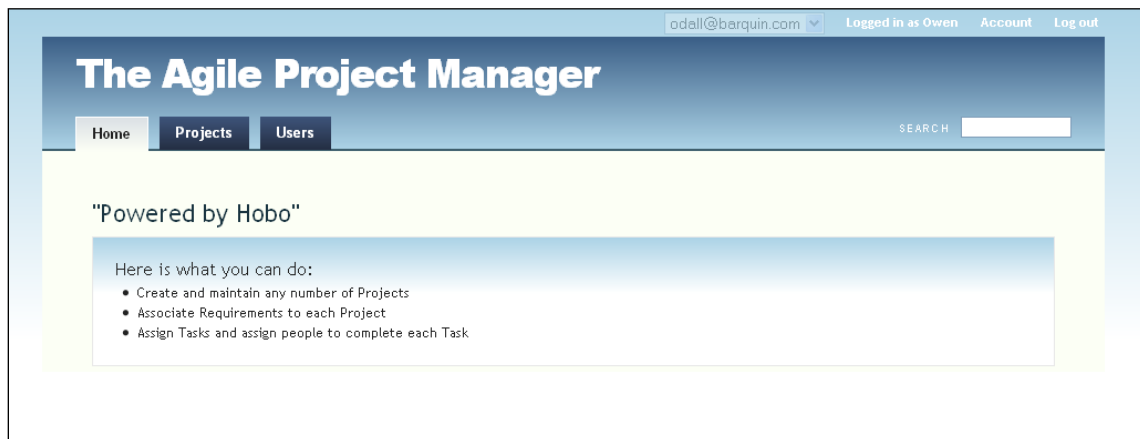 odall@barquin.com Logged in as Owen Account Log out
The Agile Project Manager
Home Projects Users SEARCH
"Powered by Hobo"
Here is what you can do:
• Create and maintain any number of Projects
• Associate Requirements to each Project
• Assign Tasks and assign people to complete each Task